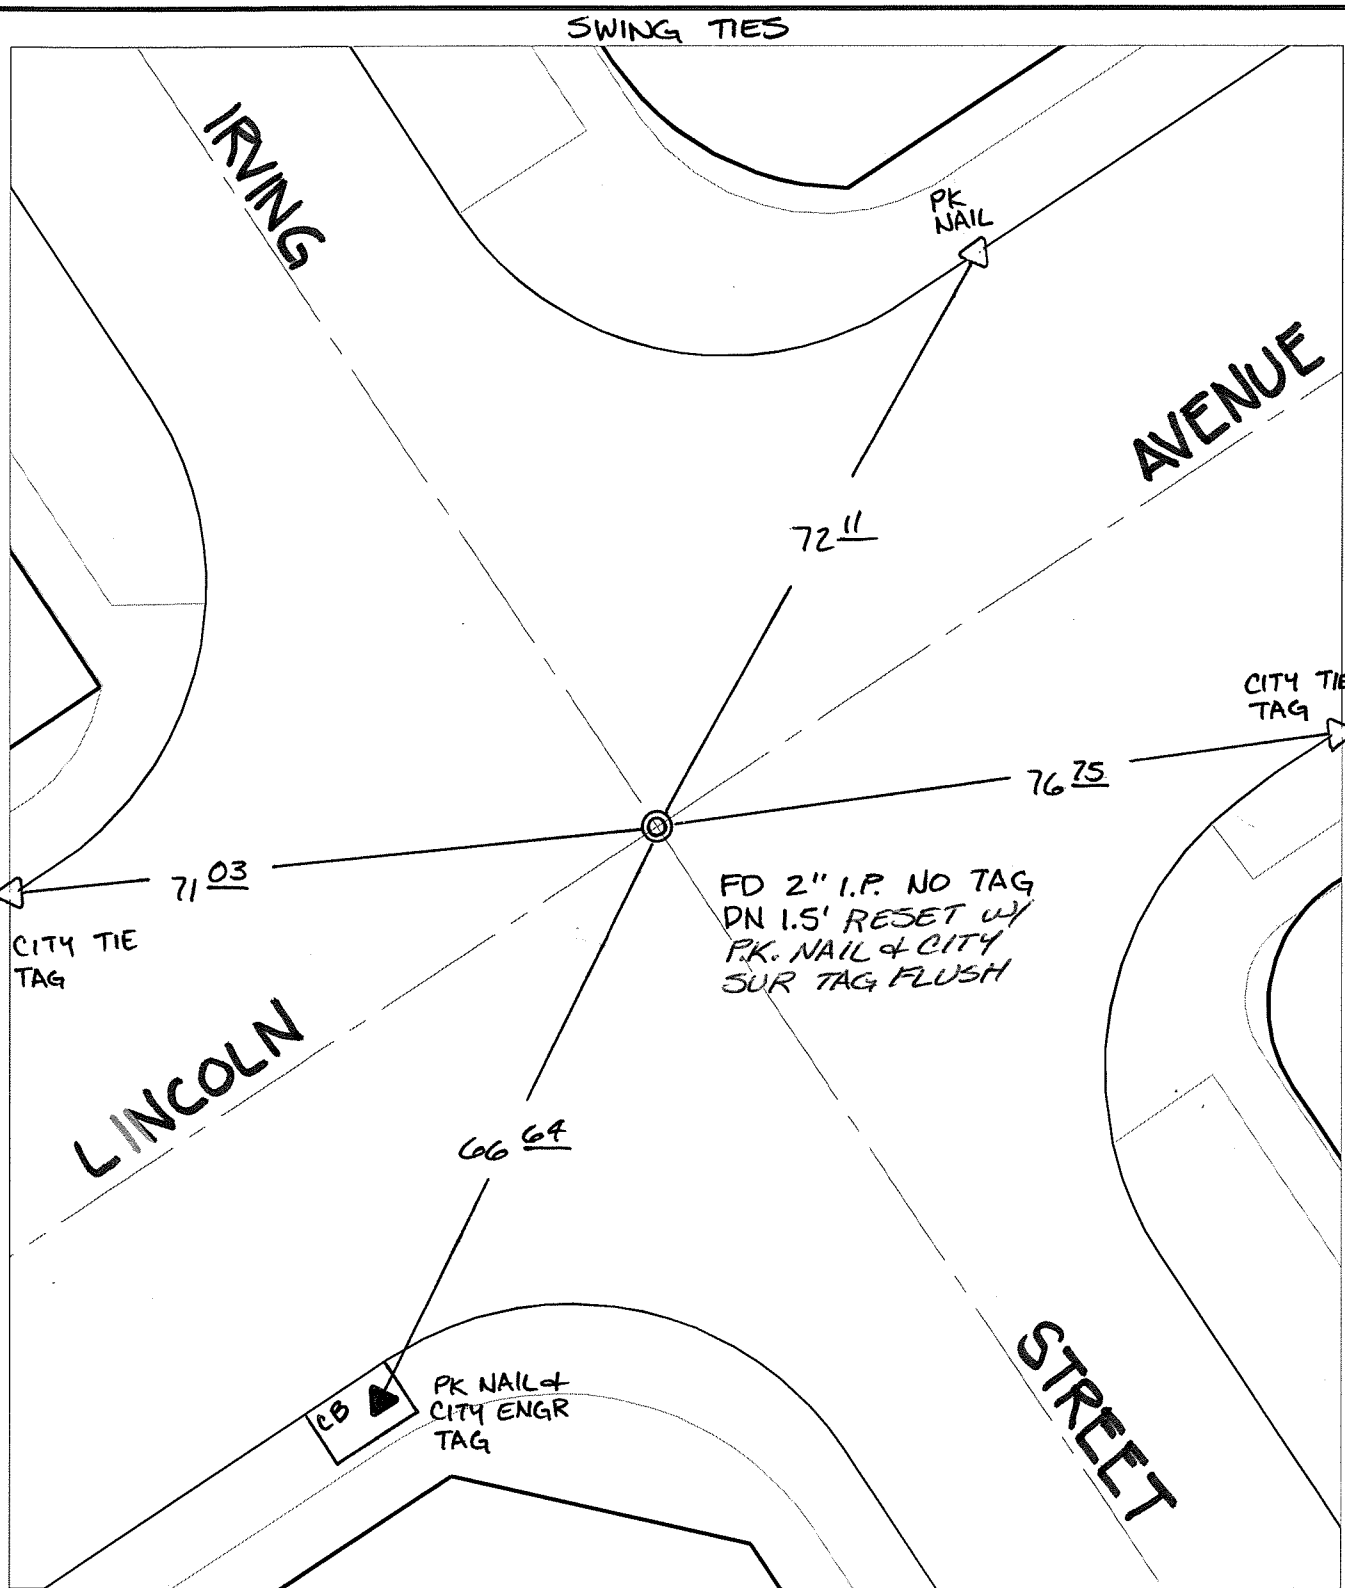 SWING TIES
IRVING
PK
NAIL
AVENUE
72 11
CITY TIE
TAG
76 75
71 03
FD 2" I.P. NO TAG
DN 1.5' RESET W/
P.K. NAIL & CITY
SUR TAG FLUSH
CITY TIE
TAG
LINCOLN
66 64
STREET
CB
PK NAIL &
CITY ENGR
TAG